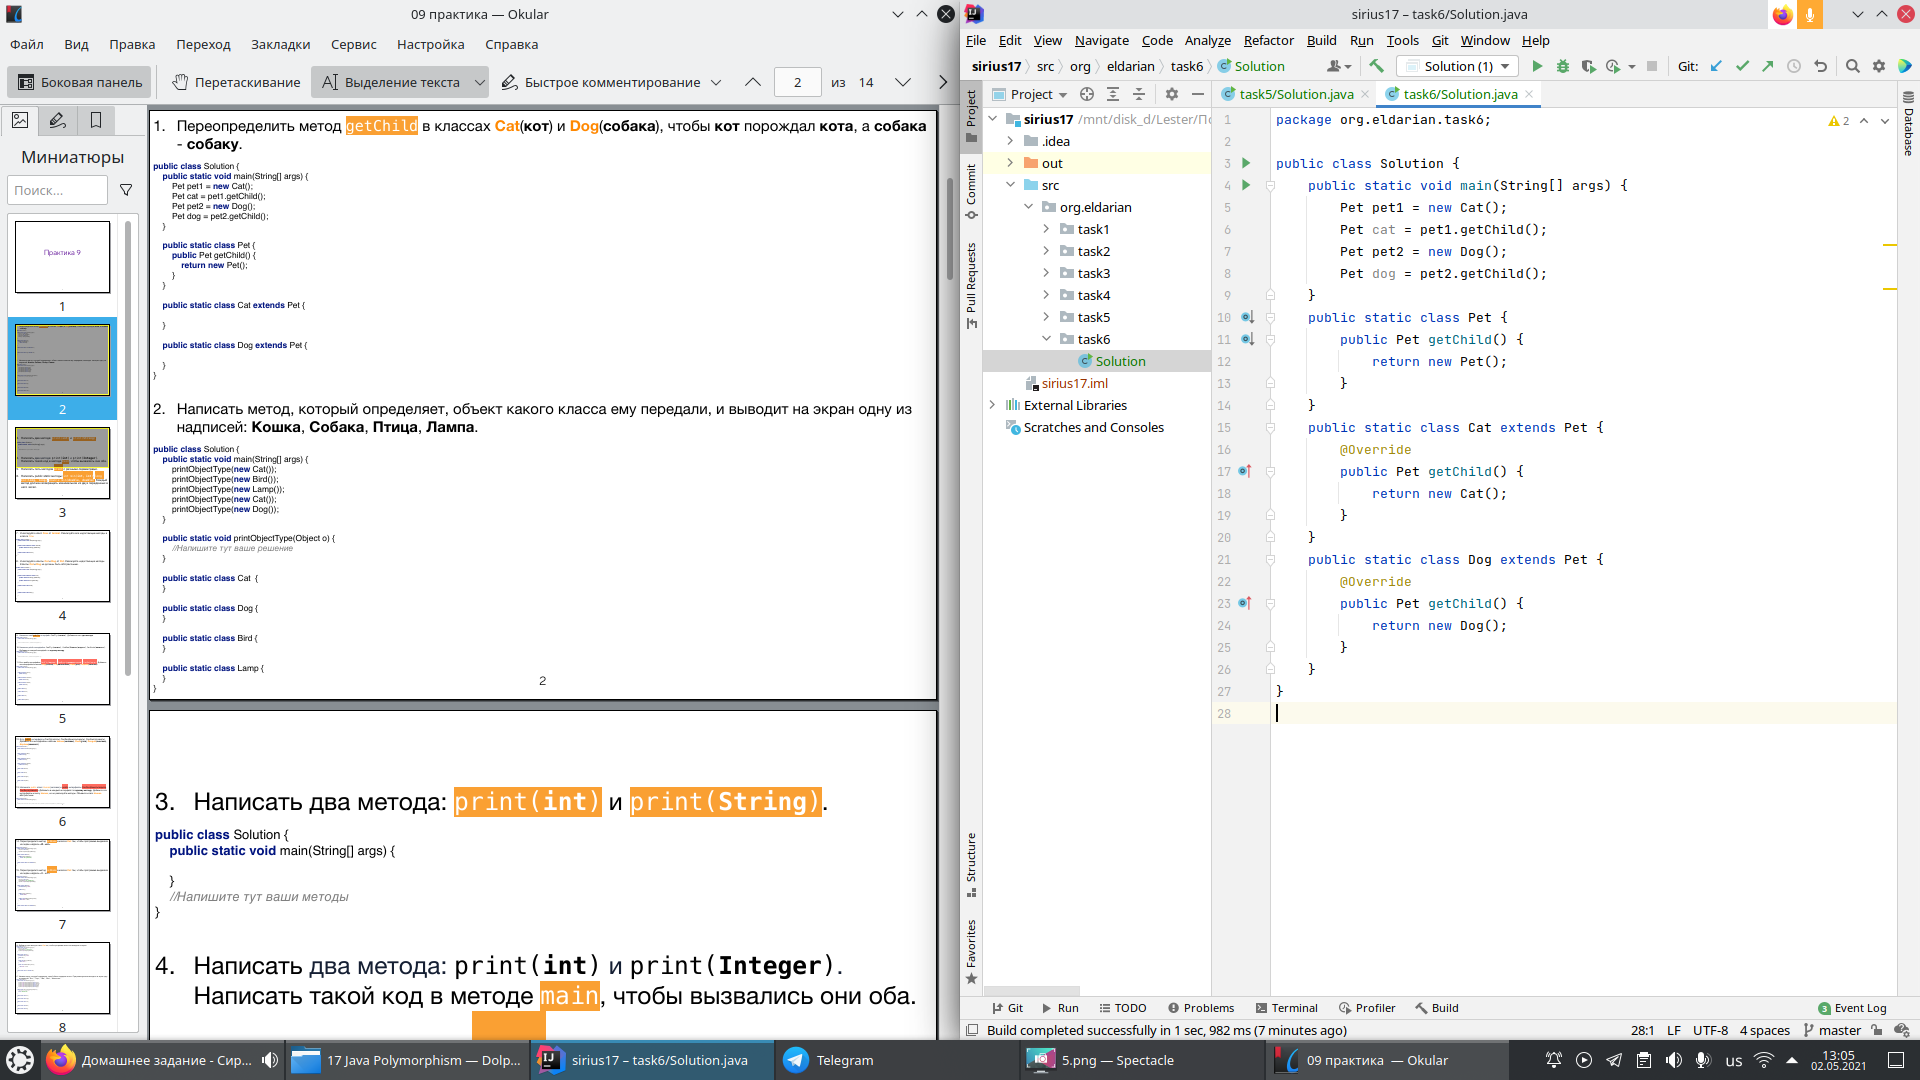 09 практика — Okular
Файл Вид Правка Переход Закладки Сервис Настройка Справка
Боковая панель Перетаскивание Выделение текста Быстрое комментирование 2 из 14
Миниатюры
Поиск...
Практика 9
1
2
3
4
5
6
7
8
1. Переопределить метод getChild в классах Cat(кот) и Dog(собака), чтобы кот порождал кота, а собака
- собаку.
public class Solution {
public static void main(String[] args) {
Pet pet1 = new Cat();
Pet cat = pet1.getChild();
Pet pet2 = new Dog();
Pet dog = pet2.getChild();
}
public static class Pet {
public Pet getChild() {
return new Pet();
}
}
public static class Cat extends Pet {
}
public static class Dog extends Pet {
}
}
2. Написать метод, который определяет, объект какого класса ему передали, и выводит на экран одну из
надписей: Кошка, Собака, Птица, Лампа.
public class Solution {
public static void main(String[] args) {
printObjectType(new Cat());
printObjectType(new Bird());
printObjectType(new Lamp());
printObjectType(new Cat());
printObjectType(new Dog());
}
public static void printObjectType(Object o) {
//Напишите тут ваше решение
}
public static class Cat {
}
public static class Dog {
}
public static class Bird {
}
public static class Lamp {
}
}
2
3. Написать два метода: print(int) и print(String).
public class Solution {
public static void main(String[] args) {
}
//Напишите тут ваши методы
}
4. Написать два метода: print(int) и print(Integer).
Написать такой код в методе main, чтобы вызвались они оба.
sirius17 – task6/Solution.java
File Edit View Navigate Code Analyze Refactor Build Run Tools Git Window Help
sirius17 src org eldarian task6 Solution Solution (1) Git:
Project
Commit
Pull Requests
Structure
Favorites
Database
Project
sirius17 /mnt/disk_d/Lester/
.idea
out
src
org.eldarian
task1
task2
task3
task4
task5
task6
Solution
sirius17.iml
External Libraries
Scratches and Consoles
task5/Solution.java task6/Solution.java
2
1 package org.eldarian.task6;
2
3 public class Solution {
4 public static void main(String[] args) {
5 Pet pet1 = new Cat();
6 Pet cat = pet1.getChild();
7 Pet pet2 = new Dog();
8 Pet dog = pet2.getChild();
9 }
10 public static class Pet {
11 public Pet getChild() {
12 return new Pet();
13 }
14 }
15 public static class Cat extends Pet {
16 @Override
17 public Pet getChild() {
18 return new Cat();
19 }
20 }
21 public static class Dog extends Pet {
22 @Override
23 public Pet getChild() {
24 return new Dog();
25 }
26 }
27 }
28
Git Run TODO Problems Terminal Profiler Build 3 Event Log
Build completed successfully in 1 sec, 982 ms (7 minutes ago) 28:1 LF UTF-8 4 spaces master
Домашнее задание - Сир... 17 Java Polymorphism — Dolp... sirius17 – task6/Solution.java Telegram 5.png — Spectacle 09 практика — Okular us 13:05
02.05.2021